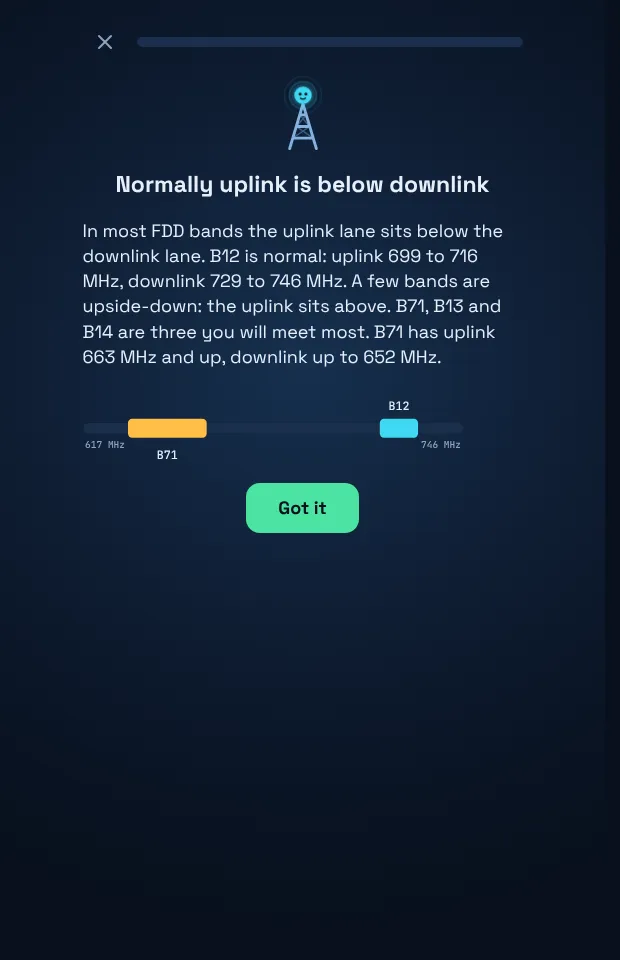 Normally uplink is below downlink
In most FDD bands the uplink lane sits below the
downlink lane. B12 is normal: uplink 699 to 716
MHz, downlink 729 to 746 MHz. A few bands are
upside-down: the uplink sits above. B71, B13 and
B14 are three you will meet most. B71 has uplink
663 MHz and up, downlink up to 652 MHz.
B12
617 MHz
746 MHz
B71
Got it